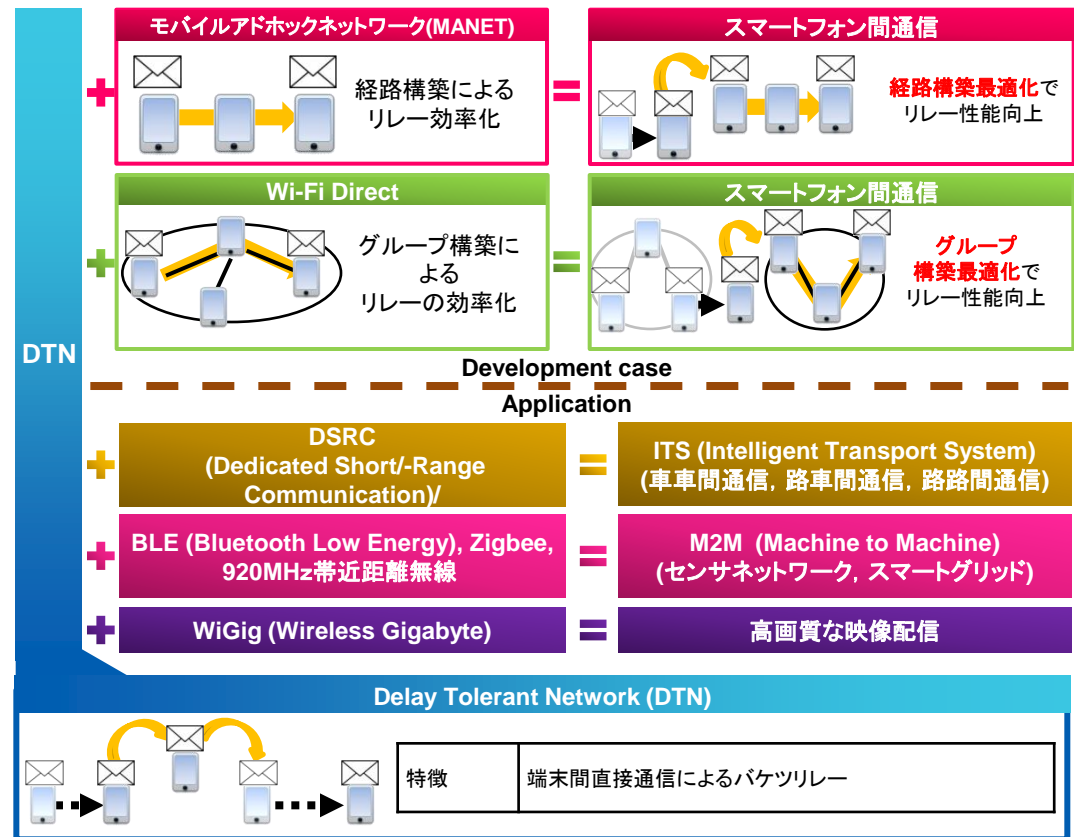 モバイルアドホックネットワーク(MANET)
経路構築による
リレー効率化
スマートフォン間通信
経路構築最適化で
リレー性能向上
Wi-Fi Direct
グループ構築に
よる
リレーの効率化
スマートフォン間通信
グループ
構築最適化で
リレー性能向上
DTN
Development case
Application
DSRC
(Dedicated Short/-Range
Communication)/
ITS (Intelligent Transport System)
(車車間通信，路車間通信，路路間通信)
BLE (Bluetooth Low Energy), Zigbee,
920MHz帯近距離無線
M2M (Machine to Machine)
(センサネットワーク，スマートグリッド)
WiGig (Wireless Gigabyte)
高画質な映像配信
Delay Tolerant Network (DTN)
特徴
端末間直接通信によるバケツリレー